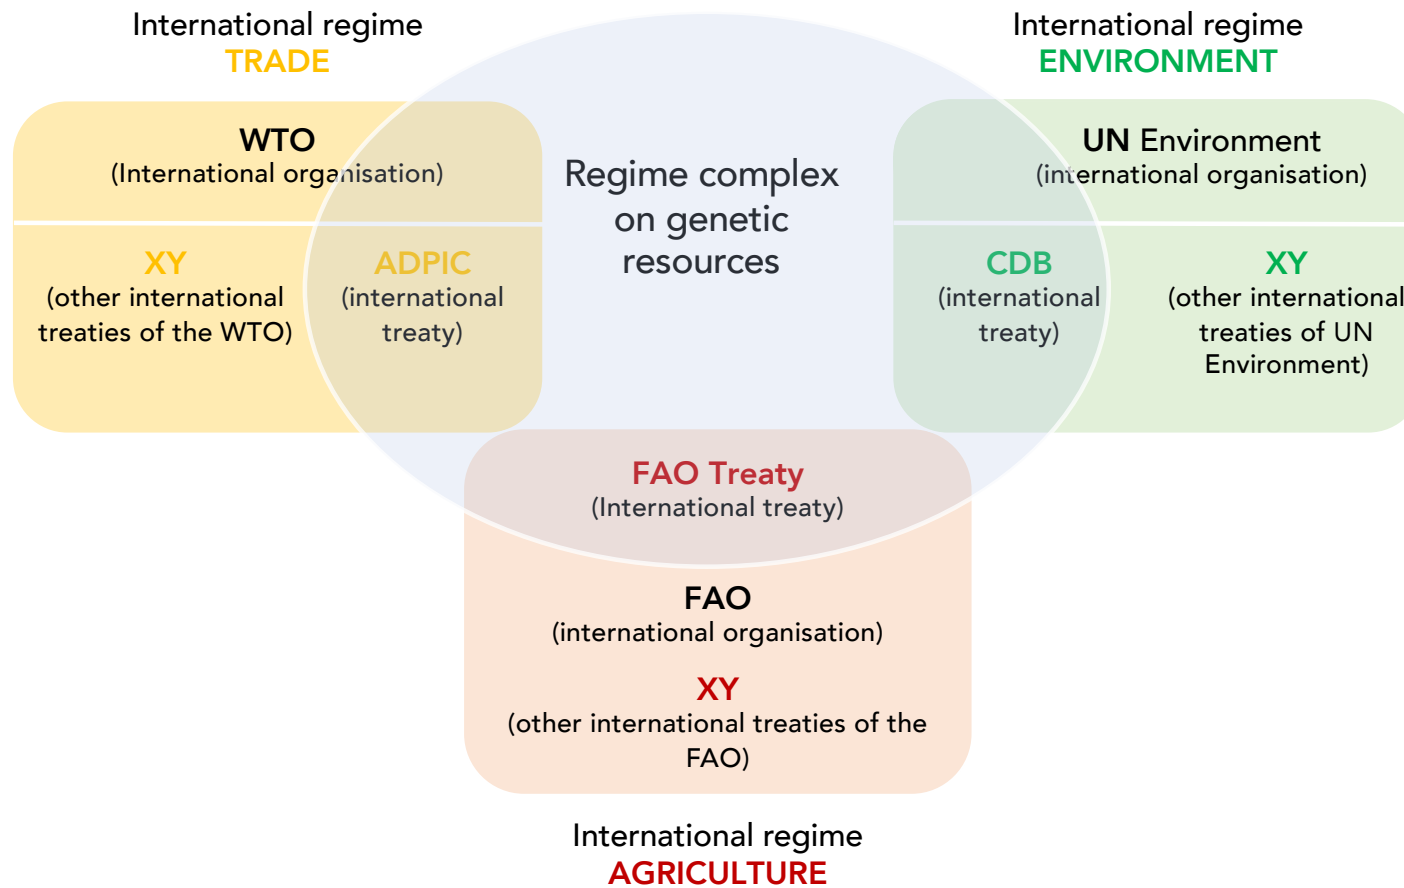 International regime
TRADE
International regime
ENVIRONMENT
WTO
(International organisation)
XY
(other international
treaties of the WTO)
ADPIC
(international
treaty)
Regime complex
on genetic
resources
UN Environment
(international organisation)
CDB
(international
treaty)
XY
(other international
treaties of UN
Environment)
FAO Treaty
(International treaty)
FAO
(international organisation)
XY
(other international treaties of the
FAO)
International regime
AGRICULTURE